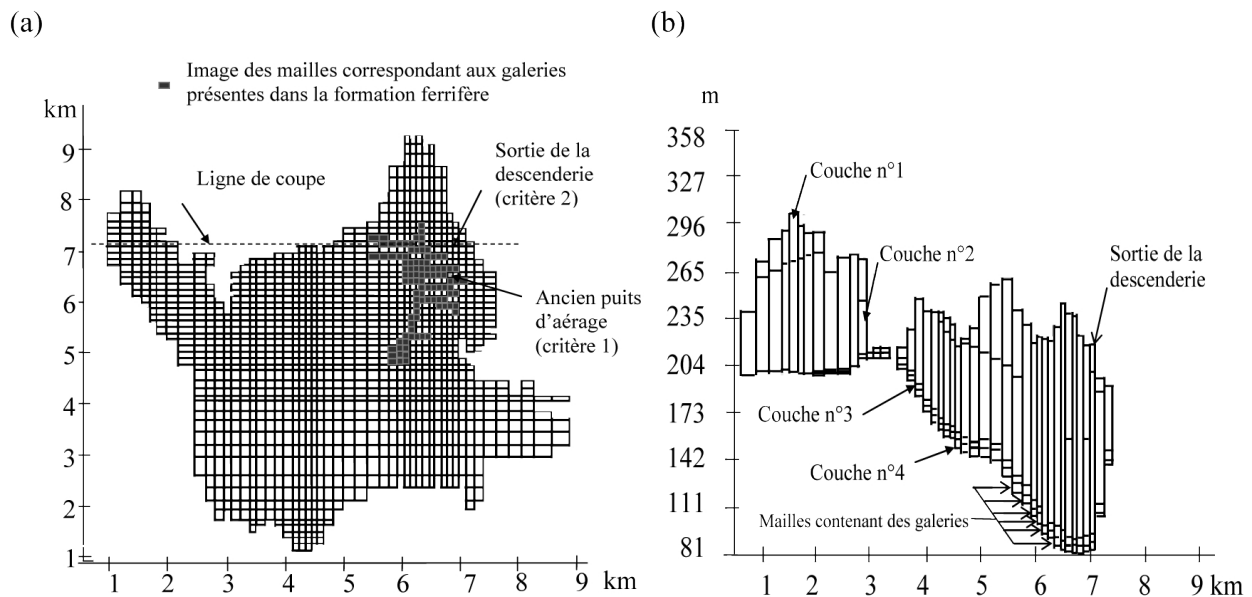 (a)
Image des mailles correspondant aux galeries
présentes dans la formation ferrifère
km
9
8
7
6
5
4
3
2
1
Ligne de coupe
Sortie de la
descenderie
(critère 2)
Ancien puits
d'aérage
(critère 1)
1 2 3 4 5 6 7 8 9 km
(b)
m
358
327
296
265
235
204
173
142
111
81
Couche n°1
Couche n°2
Sortie de la
descenderie
Couche n°3
Couche n°4
Mailles contenant des galeries
1 2 3 4 5 6 7 8 9 km